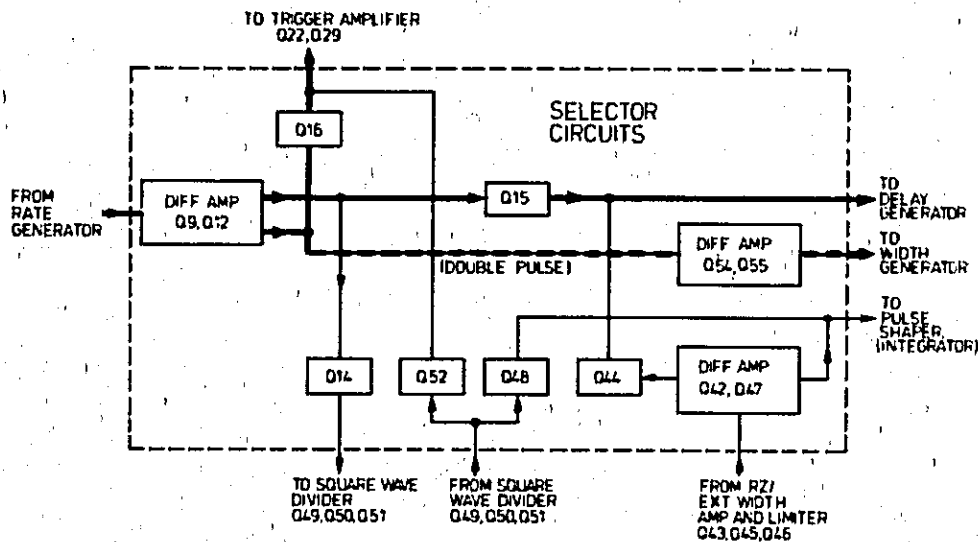 TO TRIGGER AMPLIFIER
Q22,Q29
SELECTOR
CIRCUITS
Q16
FROM
RATE
GENERATOR
DIFF AMP
Q9,Q12
Q15
TO
DELAY
GENERATOR
(DOUBLE PULSE)
DIFF AMP
Q54,Q55
TO
WIDTH
GENERATOR
TO
PULSE
SHAPER
(INTEGRATOR)
Q14
Q52
Q48
Q44
DIFF AMP
Q42,Q47
TO SQUARE WAVE
DIVIDER
Q49,Q50,Q51
FROM SQUARE
WAVE DIVIDER
Q49,Q50,Q51
FROM RZ/
EXT WIDTH
AMP AND LIMITER
Q43,Q45,Q46